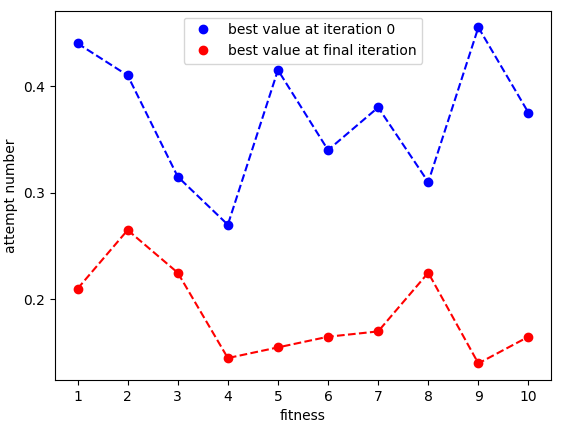 best value at iteration 0
best value at final iteration
0.4
0.3
0.2
attempt number
1 2 3 4 5 6 7 8 9 10
fitness